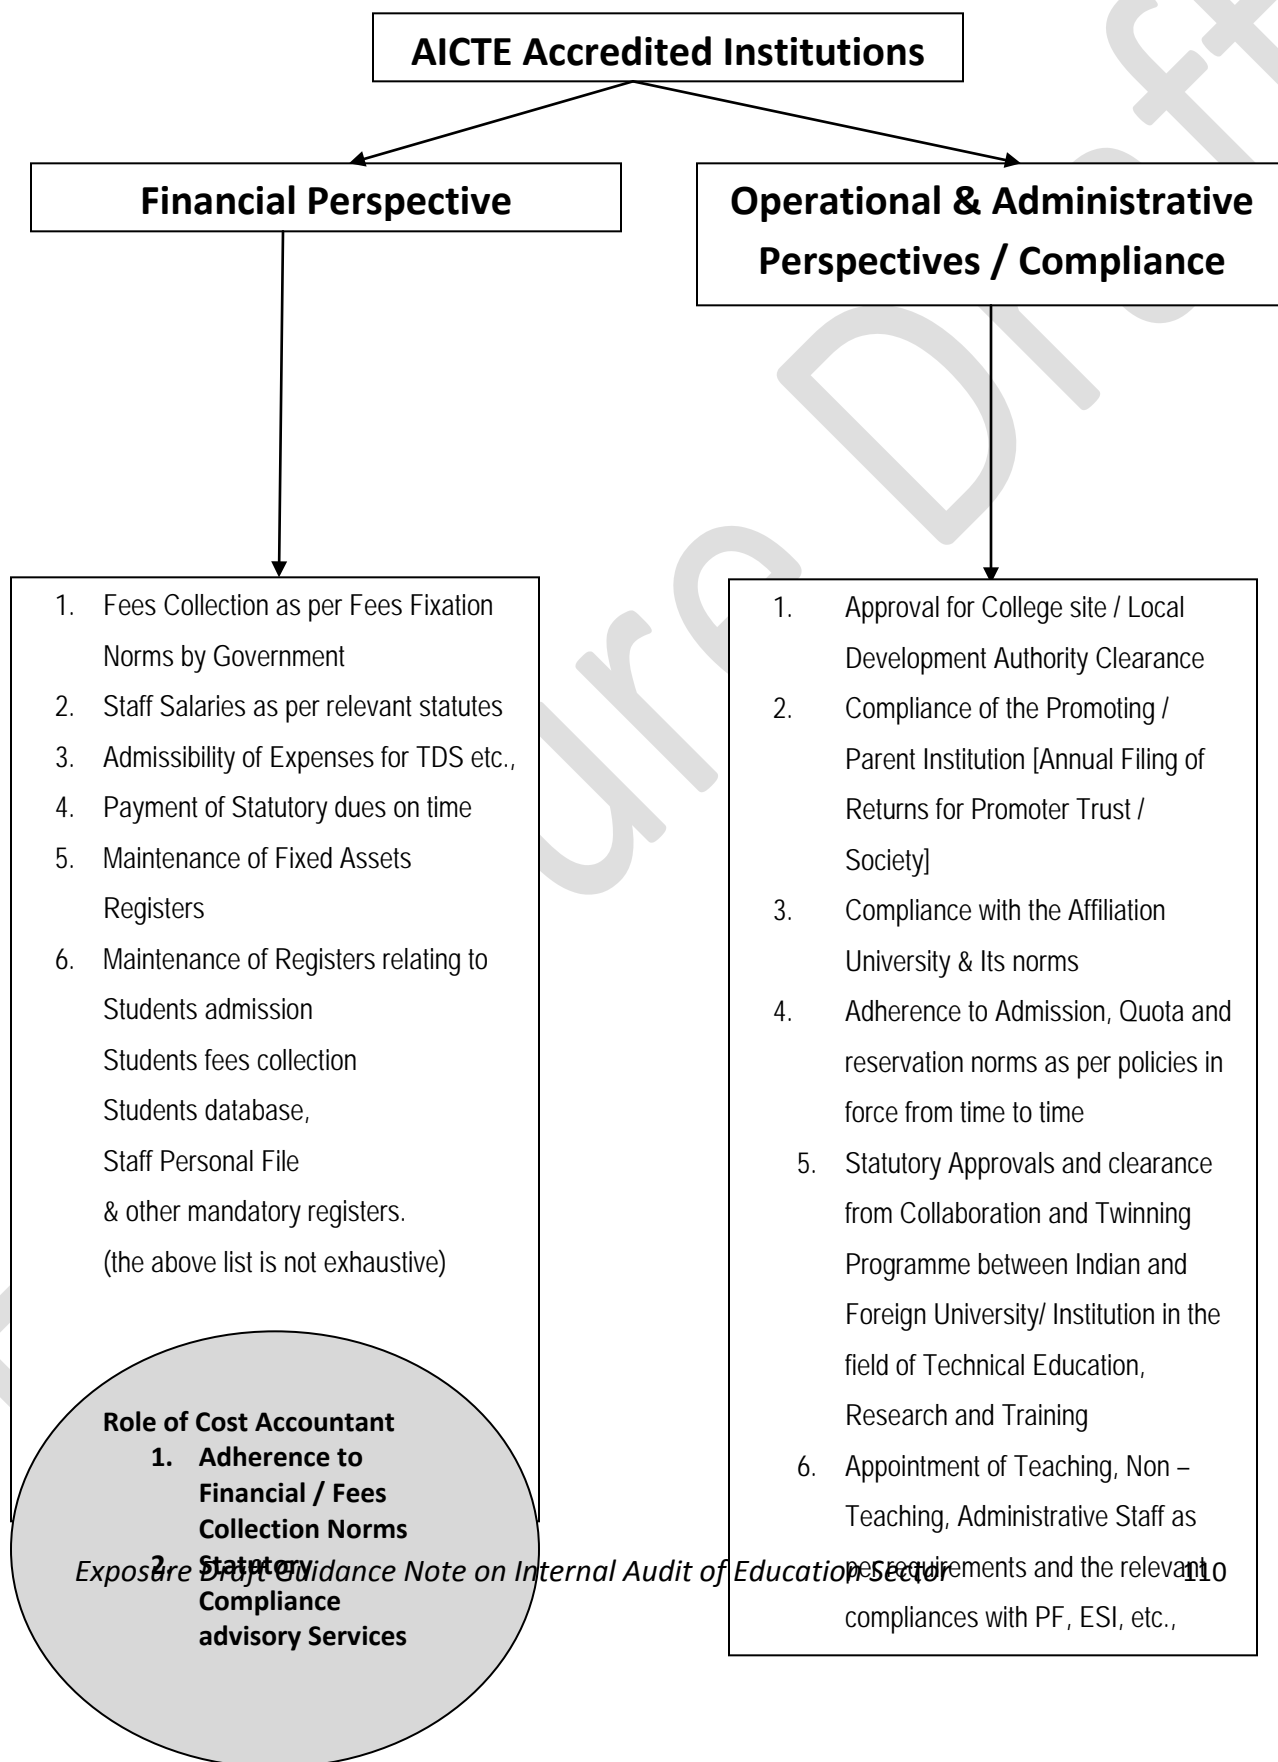 AICTE Accredited Institutions
Financial Perspective
Operational & Administrative
Perspectives / Compliance
1. Fees Collection as per Fees Fixation
Norms by Government
2. Staff Salaries as per relevant statutes
3. Admissibility of Expenses for TDS etc.,
4. Payment of Statutory dues on time
5. Maintenance of Fixed Assets
Registers
6. Maintenance of Registers relating to
Students admission
Students fees collection
Students database,
Staff Personal File
& other mandatory registers.
(the above list is not exhaustive)
Role of Cost Accountant
1. Adherence to
Financial / Fees
Collection Norms
2. Statutory
Compliance
advisory Services
1. Approval for College site / Local
Development Authority Clearance
2. Compliance of the Promoting /
Parent Institution [Annual Filing of
Returns for Promoter Trust /
Society]
3. Compliance with the Affiliation
University & Its norms
4. Adherence to Admission, Quota and
reservation norms as per policies in
force from time to time
5. Statutory Approvals and clearance
from Collaboration and Twinning
Programme between Indian and
Foreign University/ Institution in the
field of Technical Education,
Research and Training
6. Appointment of Teaching, Non –
Teaching, Administrative Staff as
per requirements and the relevant
compliances with PF, ESI, etc.,
Exposure Draft Guidance Note on Internal Audit of Education Sector 110